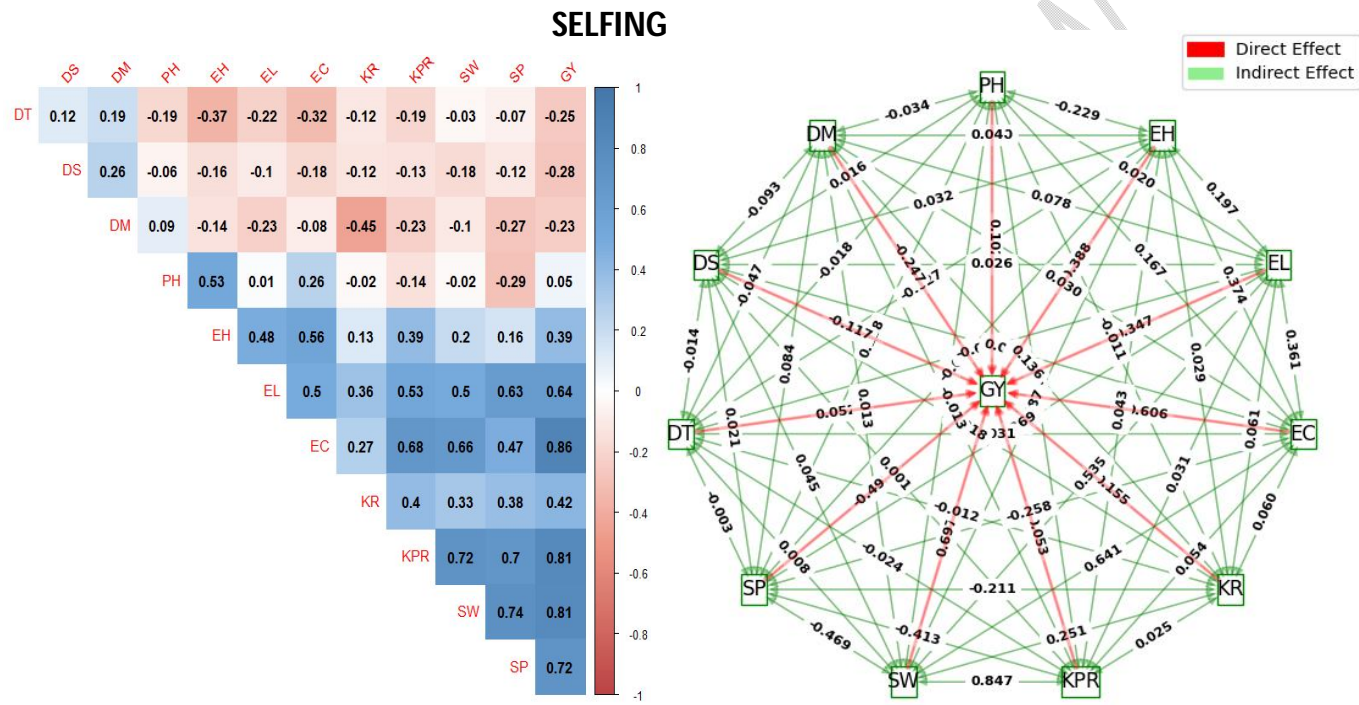 SELFING
DS DM PH EH EL EC KR KPR SW SP GY
DT 0.12 0.19 -0.19 -0.37 -0.22 -0.32 -0.12 -0.19 -0.03 -0.07 -0.25
DS 0.26 -0.06 -0.16 -0.1 -0.18 -0.12 -0.13 -0.18 -0.12 -0.28
DM 0.09 -0.14 -0.23 -0.08 -0.45 -0.23 -0.1 -0.27 -0.23
PH 0.53 0.01 0.26 -0.02 -0.14 -0.02 -0.29 0.05
EH 0.48 0.56 0.13 0.39 0.2 0.16 0.39
EL 0.5 0.36 0.53 0.5 0.63 0.64
EC 0.27 0.68 0.66 0.47 0.86
KR 0.4 0.33 0.38 0.42
KPR 0.72 0.7 0.81
SW 0.74 0.81
SP 0.72
1
0.8
0.6
0.4
0.2
0
-0.2
-0.4
-0.6
-0.8
-1
Direct Effect
Indirect Effect
PH
-0.034 -0.229
DM 0.040 EH
0.016 0.020
-0.093 0.032 0.078 0.197
DS -0.018 0.026 0.167 EL
-0.047 -0.247 0.030 0.374
-0.117 -0.011
-0.014 0.084 0.136 0.029 0.361
GY
DT 0.021 0.013 -0.013 0.043 0.061 EC
0.045 0.001 0.535 0.031
-0.003 -0.012 -0.258 0.060
0.008 -0.024 0.641 0.054
SP -0.211 KR
-0.469 -0.413 0.251 0.025
SW 0.847 KPR